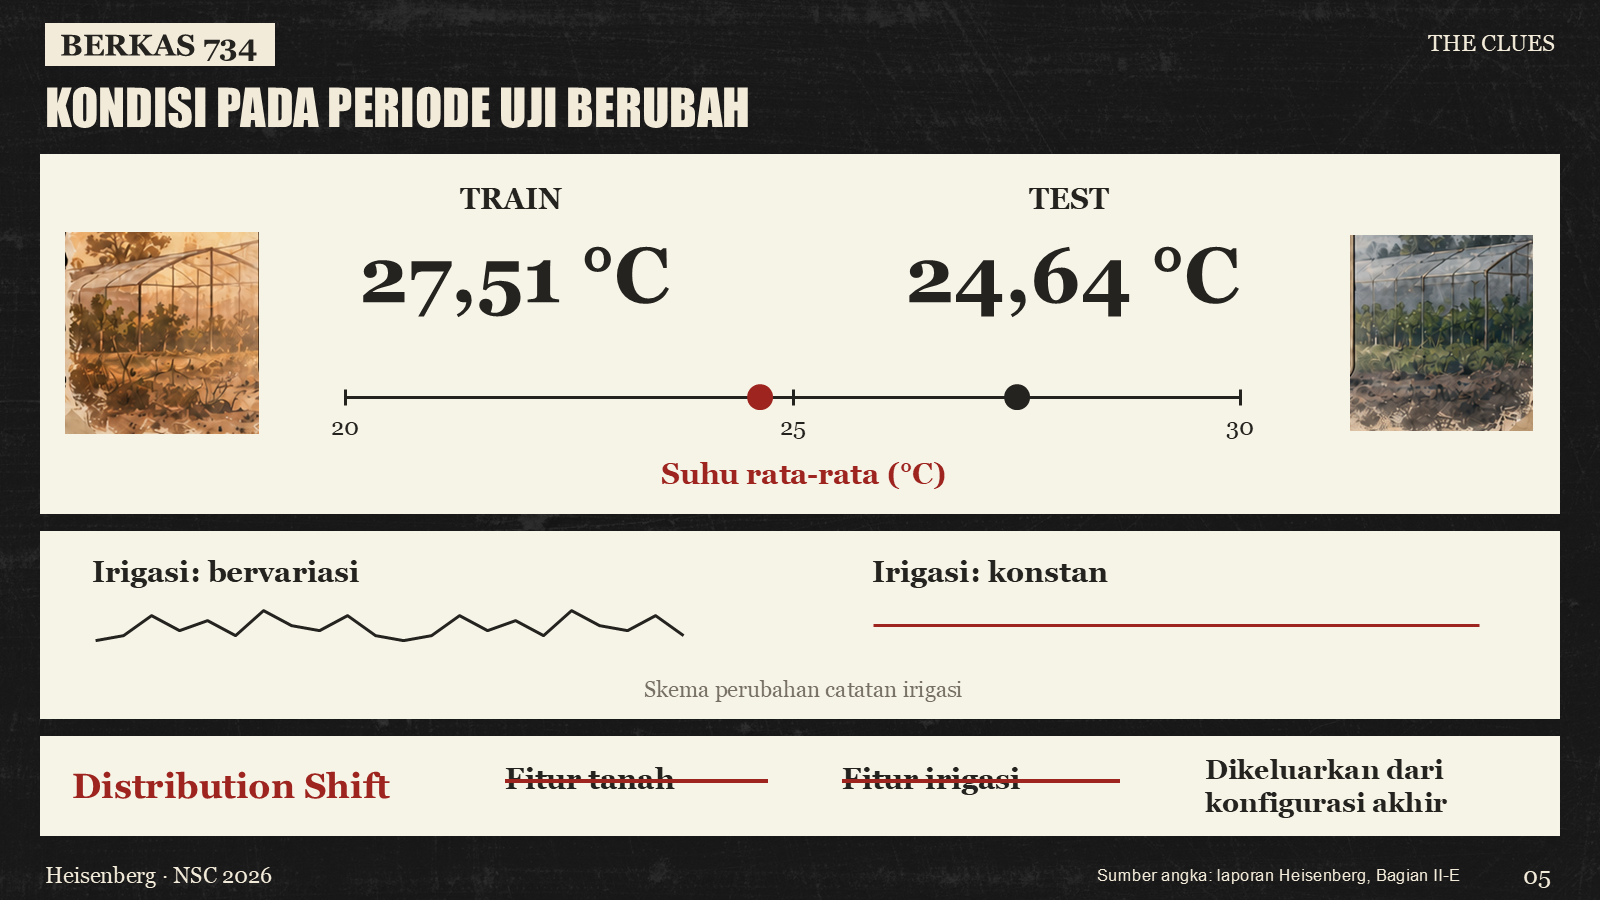 BERKAS 734
THE CLUES
KONDISI PADA PERIODE UJI BERUBAH
TRAIN
TEST
27,51 °C
24,64 °C
20
25
30
Suhu rata-rata (°C)
Irigasi: bervariasi
Irigasi: konstan
Skema perubahan catatan irigasi
Distribution Shift
Fitur tanah
Fitur irigasi
Dikeluarkan dari
konfigurasi akhir
Heisenberg · NSC 2026
Sumber angka: laporan Heisenberg, Bagian II-E
05